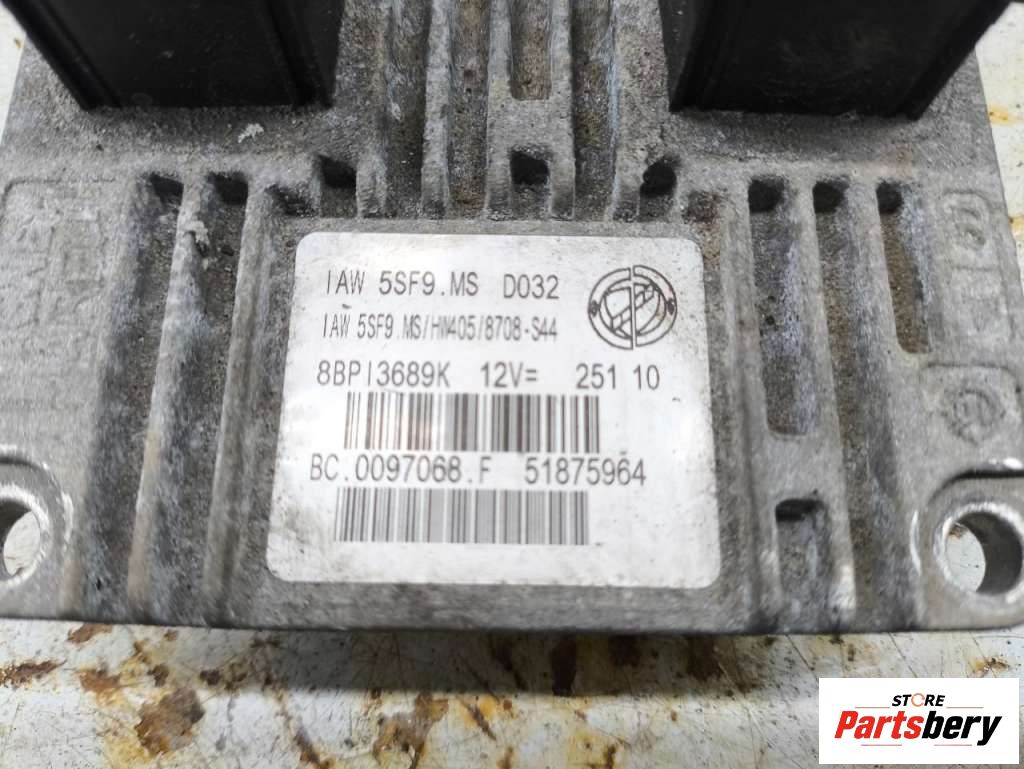 IAW 5SF9.MS D032
IAW 5SF9.MS/HW405/8708-S44
8BPI3689K 12V= 251 10
BC.0097068.F 51875964
STORE
Partsbery